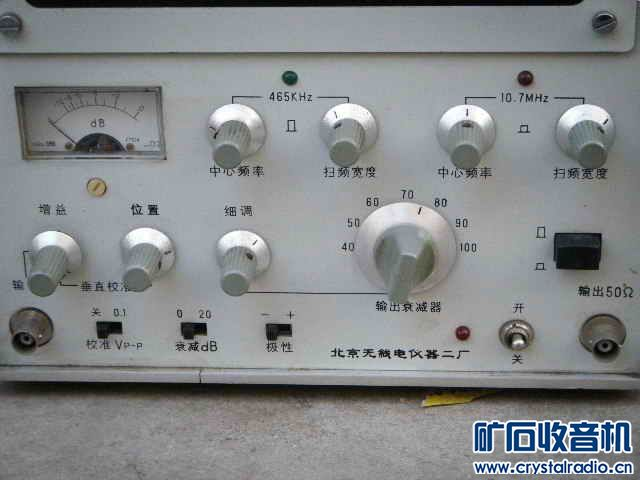 465KHz
10.7MHz
dB
中心频率
扫频宽度
中心频率
扫频宽度
增益
位置
细调
40 50 60 70 80 90 100
输
垂直校准
输出衰减器
输出50Ω
开
关
关 0.1
0 20
- +
校准 VP-P
衰减dB
极性
北京无线电仪器二厂
矿石收音机
www.crystalradio.cn